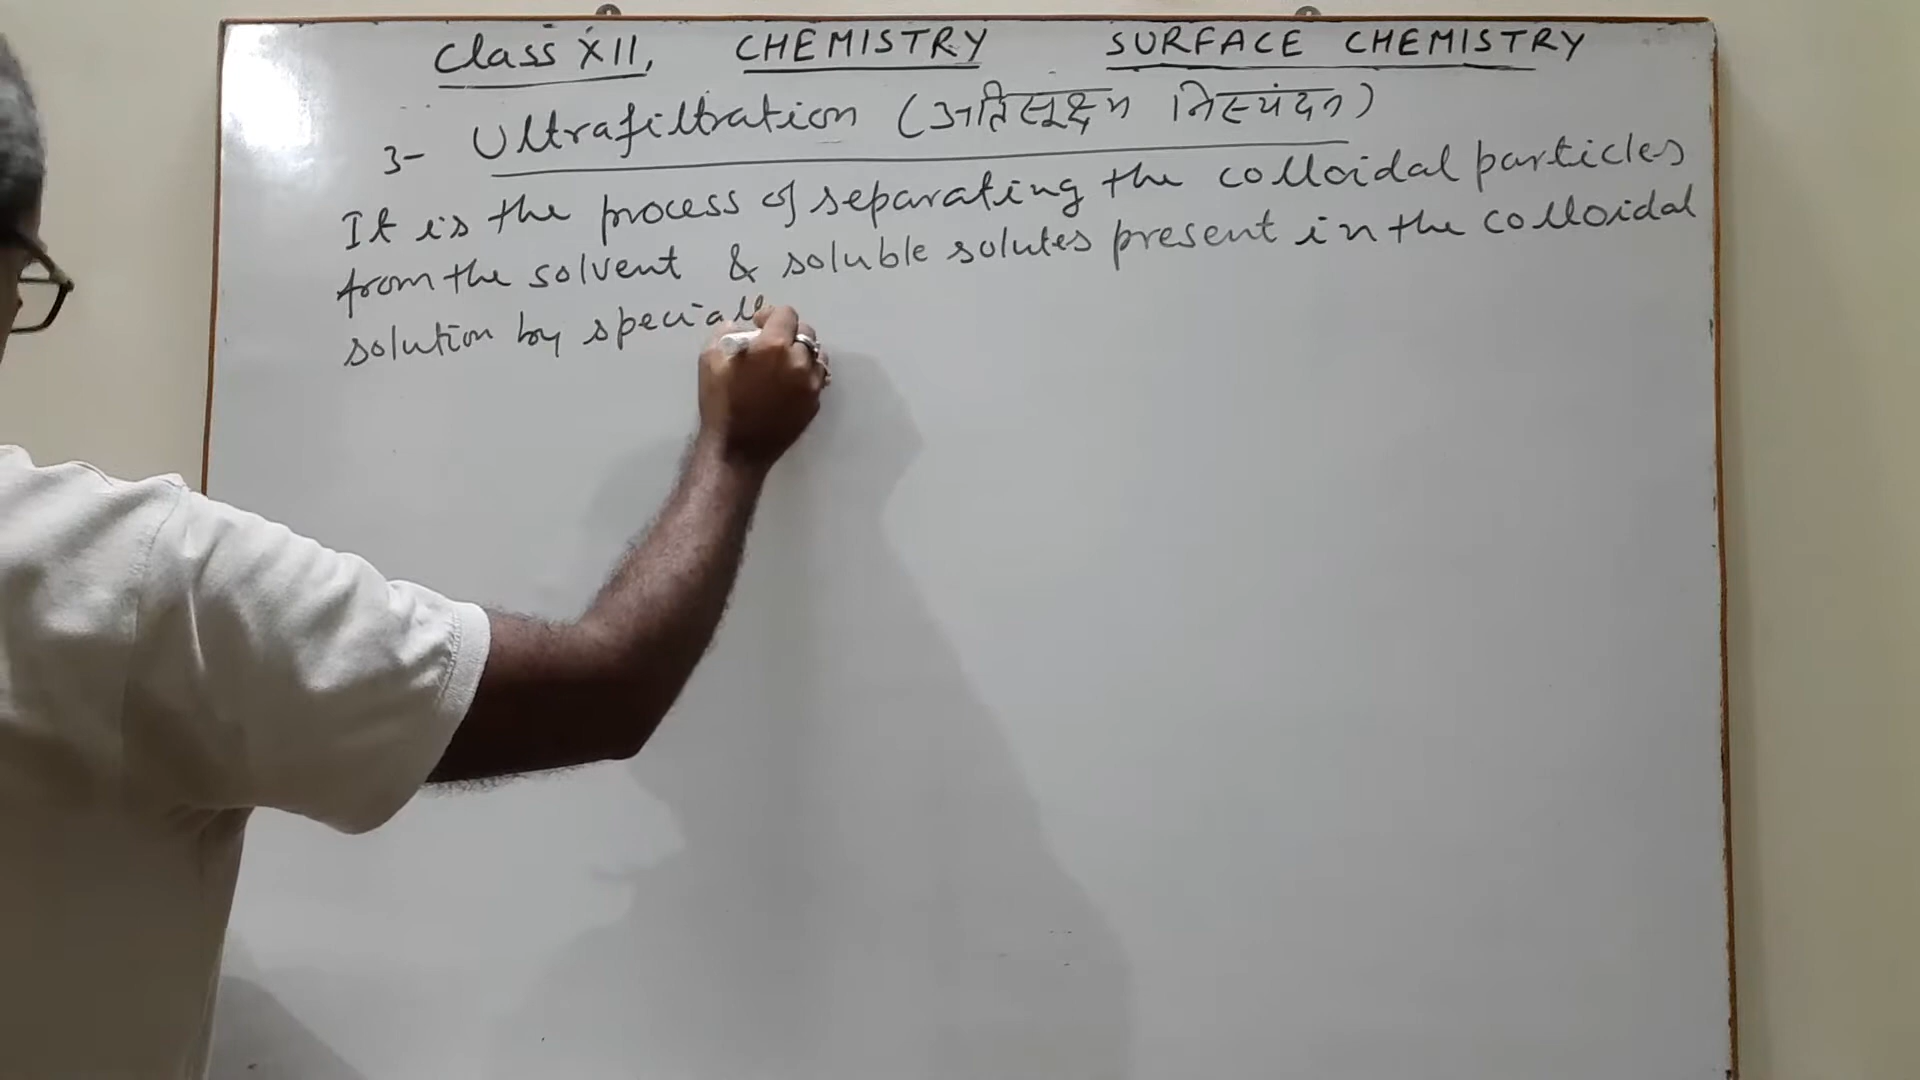 Class XII, CHEMISTRY SURFACE CHEMISTRY
3- Ultrafiltration (अतिसूक्ष्म निस्यंदन)
It is the process of separating the colloidal particles
from the solvent & soluble solutes present in the colloidal
solution by speciall